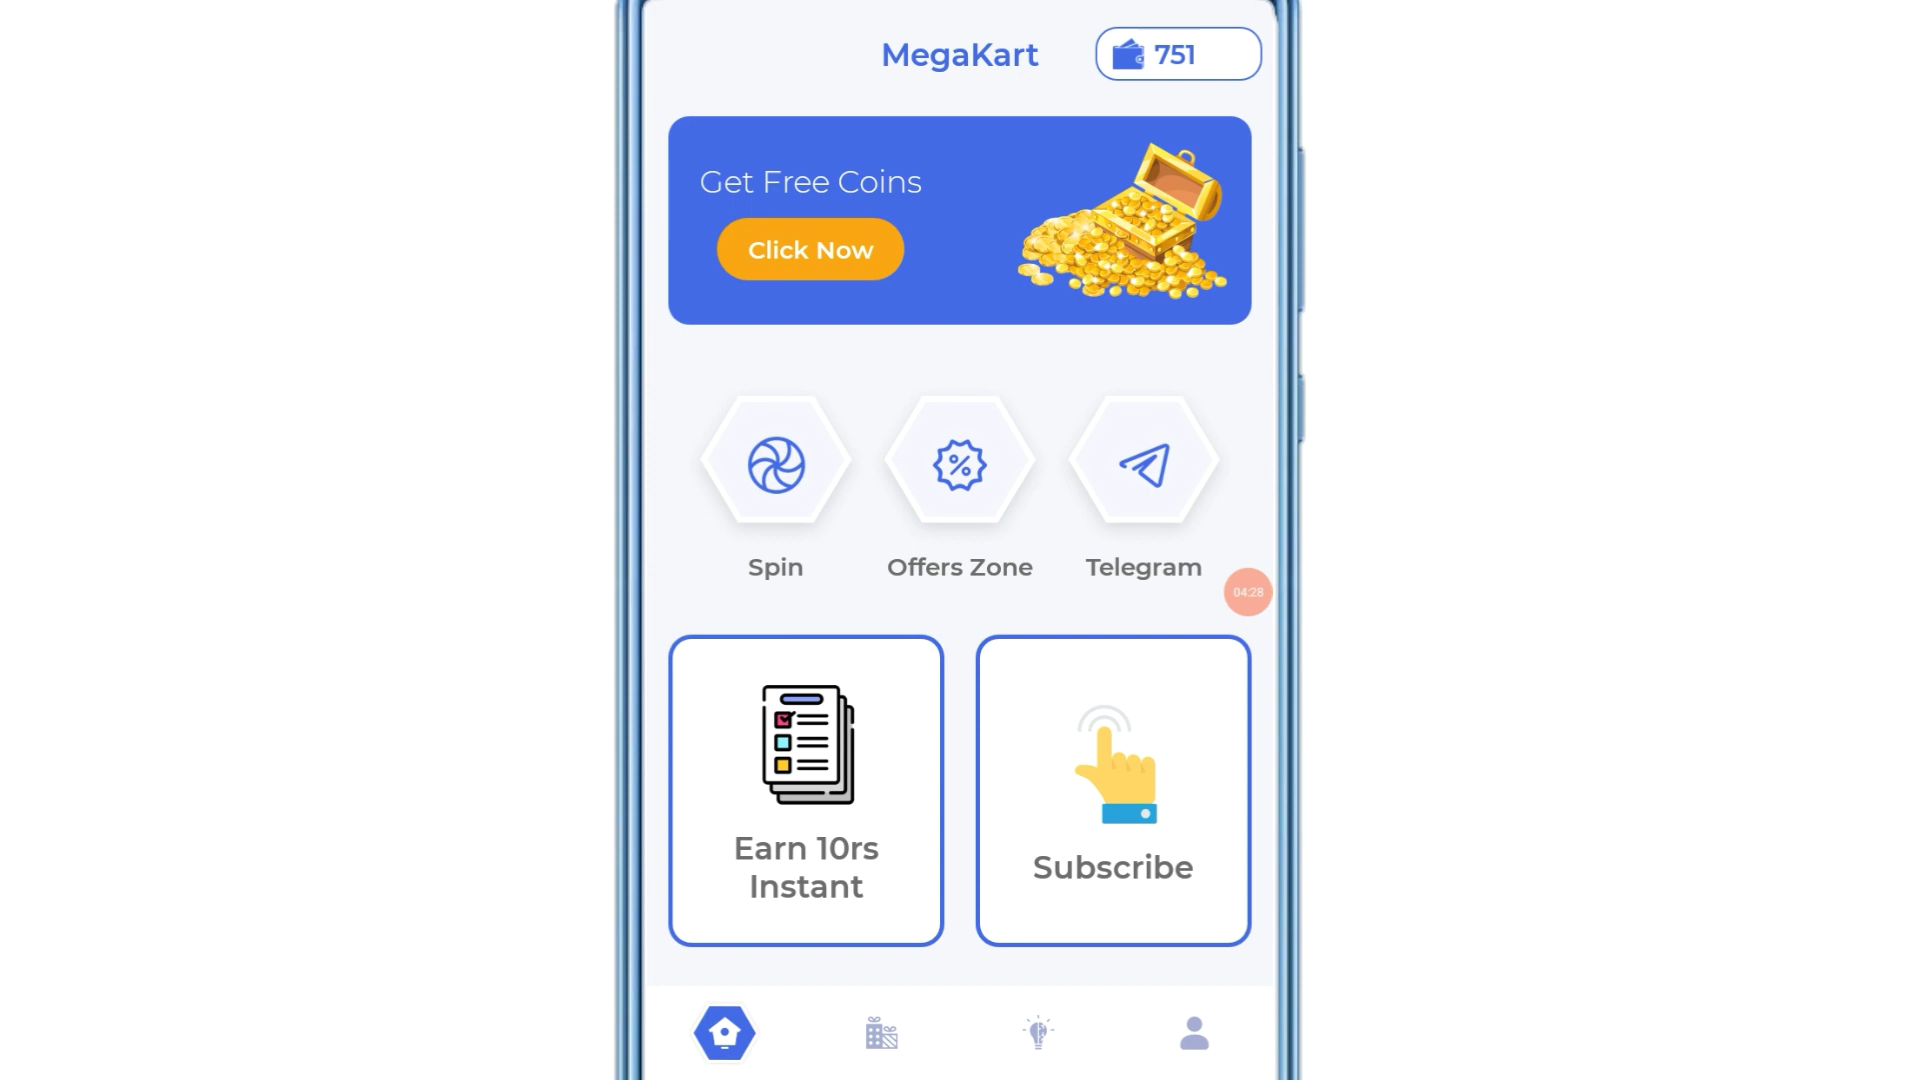 MegaKart
751
Get Free Coins
Click Now
Spin
Offers Zone
Telegram
04:28
Earn 10rs
Instant
Subscribe